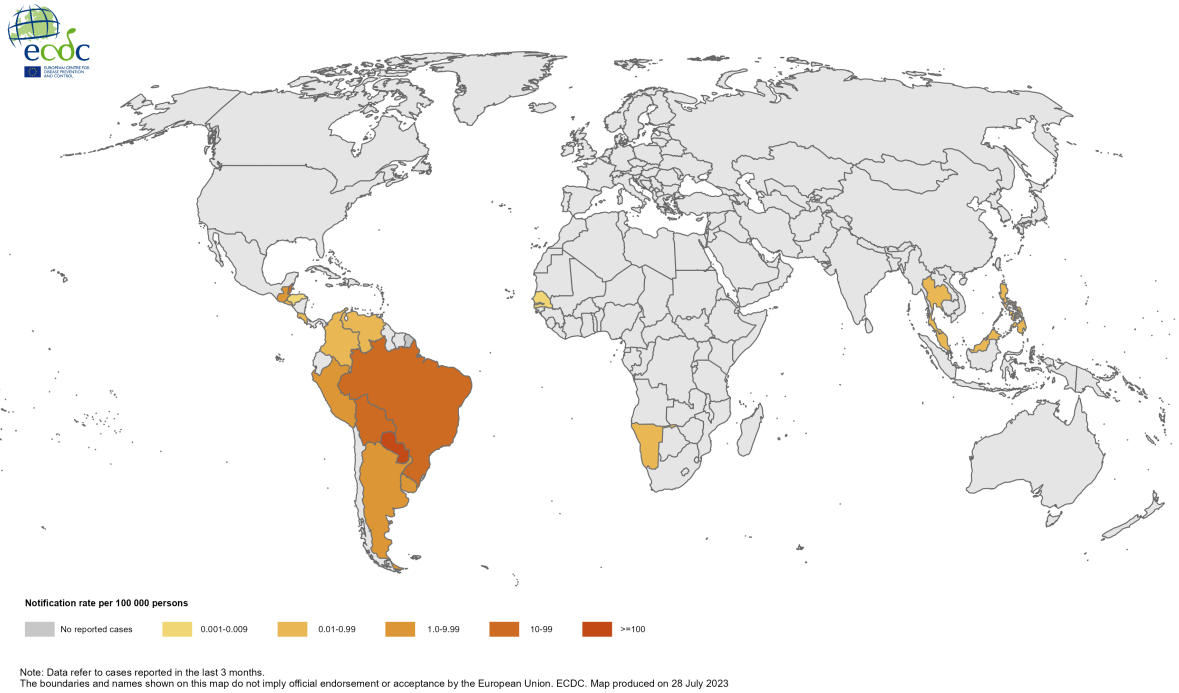 ecdc
EUROPEAN CENTRE FOR
DISEASE PREVENTION
AND CONTROL
Notification rate per 100 000 persons
No reported cases
0.001-0.009
0.01-0.99
1.0-9.99
10-99
>=100
Note: Data refer to cases reported in the last 3 months.
The boundaries and names shown on this map do not imply official endorsement or acceptance by the European Union. ECDC. Map produced on 28 July 2023